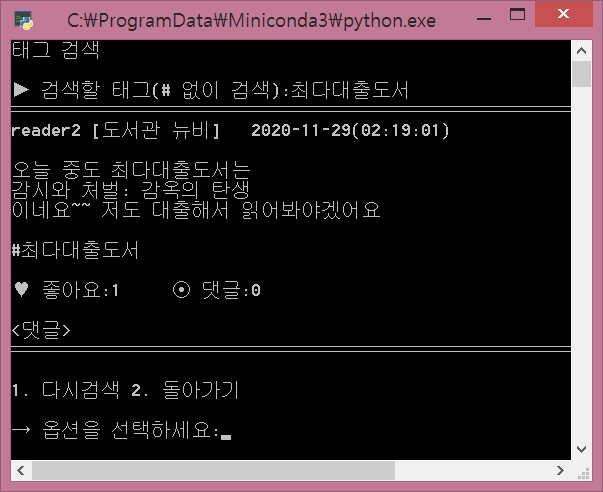 C:₩ProgramData₩Miniconda3₩python.exe
태그 검색
▶ 검색할 태그(# 없이 검색):최다대출도서
reader2 [도서관 뉴비] 2020-11-29(02:19:01)
오늘 중도 최다대출도서는
감시와 처벌: 감옥의 탄생
이네요~~ 저도 대출해서 읽어봐야겠어요
#최다대출도서
♥ 좋아요:1 ⊙ 댓글:0
<댓글>
1. 다시검색 2. 돌아가기
→ 옵션을 선택하세요: